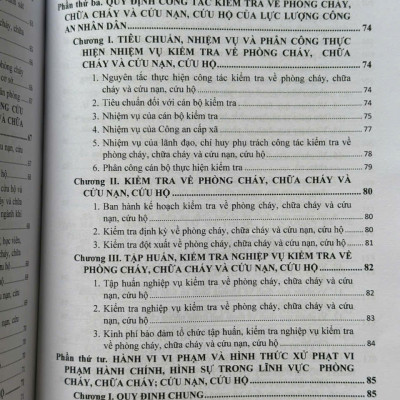 Phần thứ ba. QUY ĐỊNH CÔNG TÁC KIỂM TRA VỀ PHÒNG CHÁY,
CHỮA CHÁY VÀ CỨU NẠN, CỨU HỘ CỦA LỰC LƯỢNG CÔNG
AN NHÂN DÂN 74
Chương I. TIÊU CHUẨN, NHIỆM VỤ VÀ PHÂN CÔNG THỰC
HIỆN NHIỆM VỤ KIỂM TRA VỀ PHÒNG CHÁY, CHỮA
CHÁY VÀ CỨU NẠN, CỨU HỘ 74
1. Nguyên tắc thực hiện công tác kiểm tra về phòng cháy, chữa
cháy và cứu nạn, cứu hộ 74
2. Tiêu chuẩn đối với cán bộ kiểm tra 74
3. Nhiệm vụ của cán bộ kiểm tra 75
4. Nhiệm vụ của Công an cấp xã 77
5. Nhiệm vụ của lãnh đạo, chỉ huy phụ trách công tác kiểm tra về
phòng cháy, chữa cháy và cứu nạn, cứu hộ 78
6. Phân công cán bộ thực hiện kiểm tra 79
Chương II. KIỂM TRA VỀ PHÒNG CHÁY, CHỮA CHÁY VÀ
CỨU NẠN, CỨU HỘ 80
1. Ban hành kế hoạch kiểm tra về phòng cháy, chữa cháy và cứu
nạn, cứu hộ 80
2. Kiểm tra định kỳ về phòng cháy, chữa cháy và cứu nạn, cứu hộ 80
3. Kiểm tra đột xuất về phòng cháy, chữa cháy và cứu nạn, cứu hộ 81
Chương III. TẬP HUẤN, KIỂM TRA NGHIỆP VỤ KIỂM TRA VỀ
PHÒNG CHÁY, CHỮA CHÁY VÀ CỨU NẠN, CỨU HỘ 82
1. Tập huấn nghiệp vụ kiểm tra về phòng cháy, chữa cháy và cứu
nạn, cứu hộ 82
2. Kiểm tra nghiệp vụ kiểm tra về phòng cháy, chữa cháy và cứu
nạn, cứu hộ 83
3. Kinh phí bảo đảm tổ chức tập huấn, kiểm tra nghiệp vụ kiểm tra
về phòng cháy, chữa cháy và cứu nạn, cứu hộ 84
Phần thứ tư. HÀNH VI VI PHẠM VÀ HÌNH THỨC XỬ PHẠT VI
PHẠM HÀNH CHÍNH, HÌNH SỰ TRONG LĨNH VỰC PHÒNG
CHÁY, CHỮA CHÁY; CỨU NẠN, CỨU HỘ 85
Chương I. QUY ĐỊNH CHUNG 85